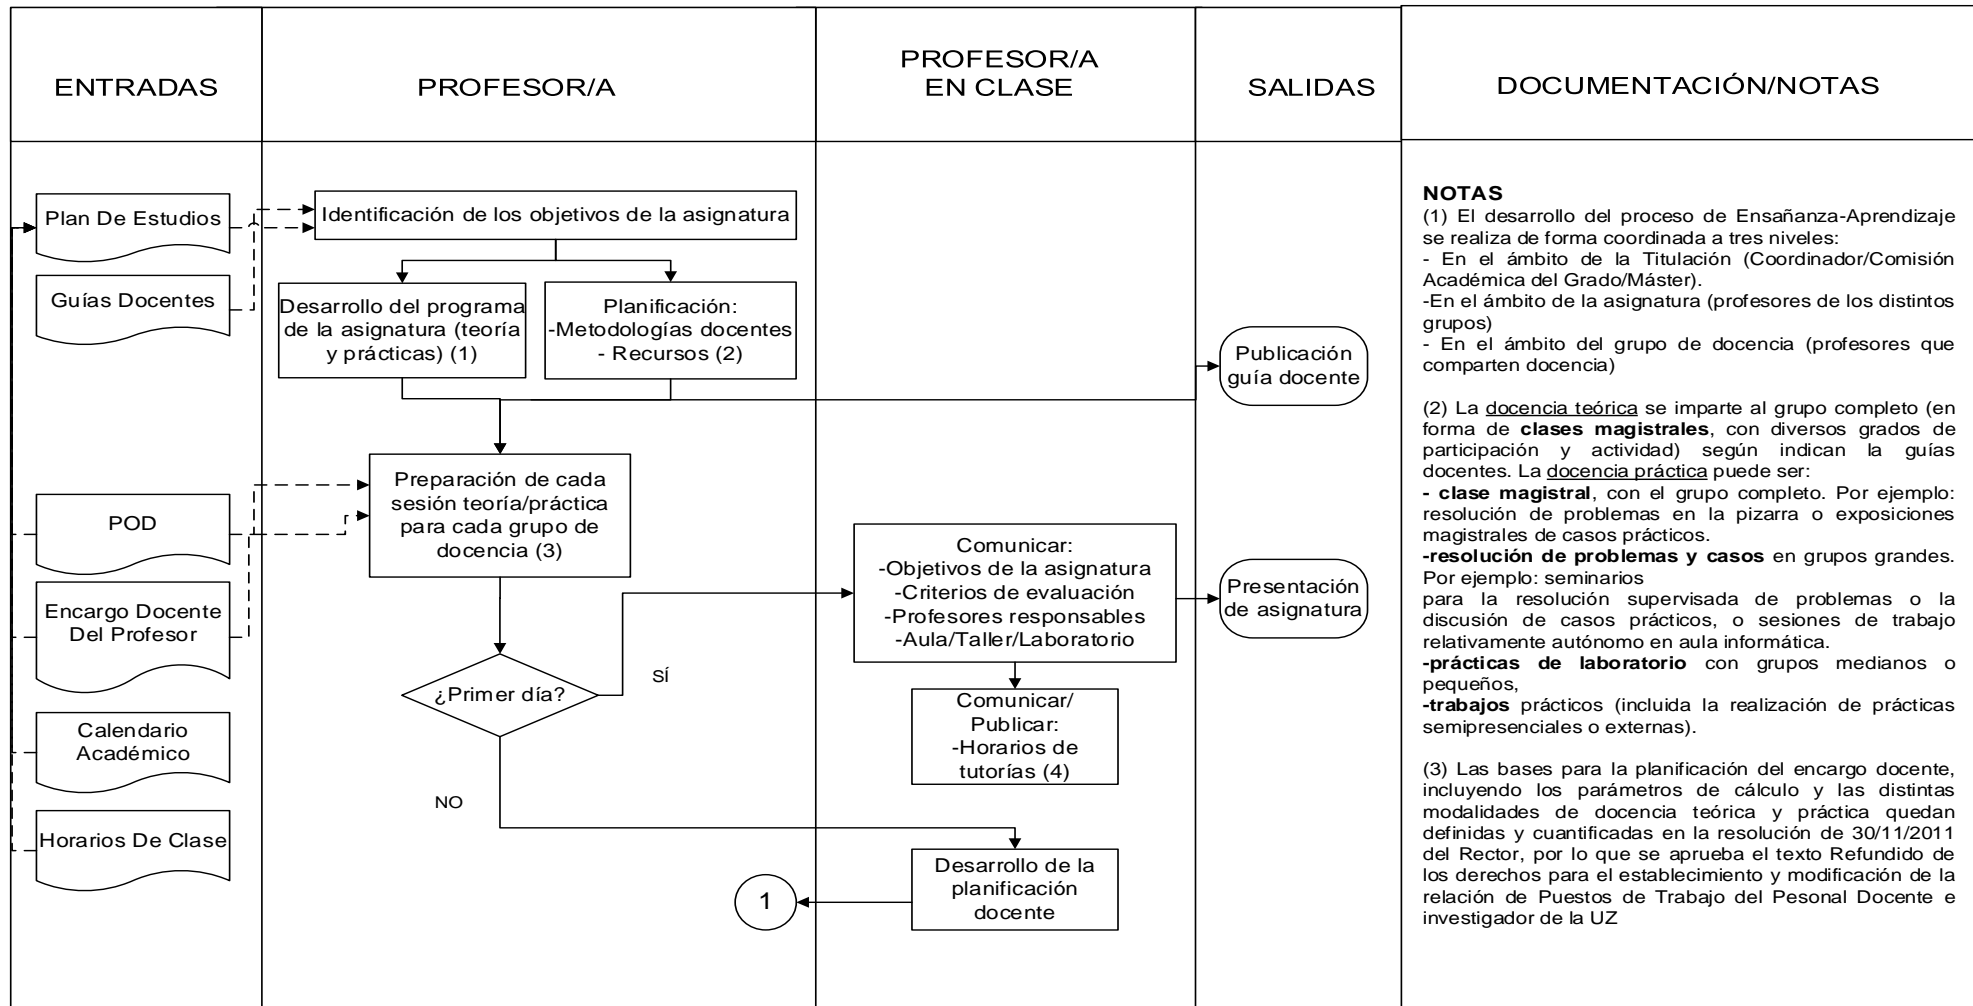 ENTRADAS
PROFESOR/A
PROFESOR/A
EN CLASE
SALIDAS
DOCUMENTACIÓN/NOTAS
Plan De Estudios
Guías Docentes
POD
Encargo Docente
Del Profesor
Calendario
Académico
Horarios De Clase
Identificación de los objetivos de la asignatura
Desarrollo del programa
de la asignatura (teoría
y prácticas) (1)
Planificación:
-Metodologías docentes
- Recursos (2)
Preparación de cada
sesión teoría/práctica
para cada grupo de
docencia (3)
¿Primer día?
SÍ
NO
Comunicar:
-Objetivos de la asignatura
-Criterios de evaluación
-Profesores responsables
-Aula/Taller/Laboratorio
Comunicar/
Publicar:
-Horarios de
tutorías (4)
Desarrollo de la
planificación
docente
1
Publicación
guía docente
Presentación
de asignatura
NOTAS
(1) El desarrollo del proceso de Ensañanza-Aprendizaje
se realiza de forma coordinada a tres niveles:
- En el ámbito de la Titulación (Coordinador/Comisión
Académica del Grado/Máster).
-En el ámbito de la asignatura (profesores de los distintos
grupos)
- En el ámbito del grupo de docencia (profesores que
comparten docencia)
(2) La docencia teórica se imparte al grupo completo (en
forma de clases magistrales, con diversos grados de
participación y actividad) según indican la guías
docentes. La docencia práctica puede ser:
- clase magistral, con el grupo completo. Por ejemplo:
resolución de problemas en la pizarra o exposiciones
magistrales de casos prácticos.
-resolución de problemas y casos en grupos grandes.
Por ejemplo: seminarios
para la resolución supervisada de problemas o la
discusión de casos prácticos, o sesiones de trabajo
relativamente autónomo en aula informática.
-prácticas de laboratorio con grupos medianos o
pequeños,
-trabajos prácticos (incluida la realización de prácticas
semipresenciales o externas).
(3) Las bases para la planificación del encargo docente,
incluyendo los parámetros de cálculo y las distintas
modalidades de docencia teórica y práctica quedan
definidas y cuantificadas en la resolución de 30/11/2011
del Rector, por lo que se aprueba el texto Refundido de
los derechos para el establecimiento y modificación de la
relación de Puestos de Trabajo del Pesonal Docente e
investigador de la UZ